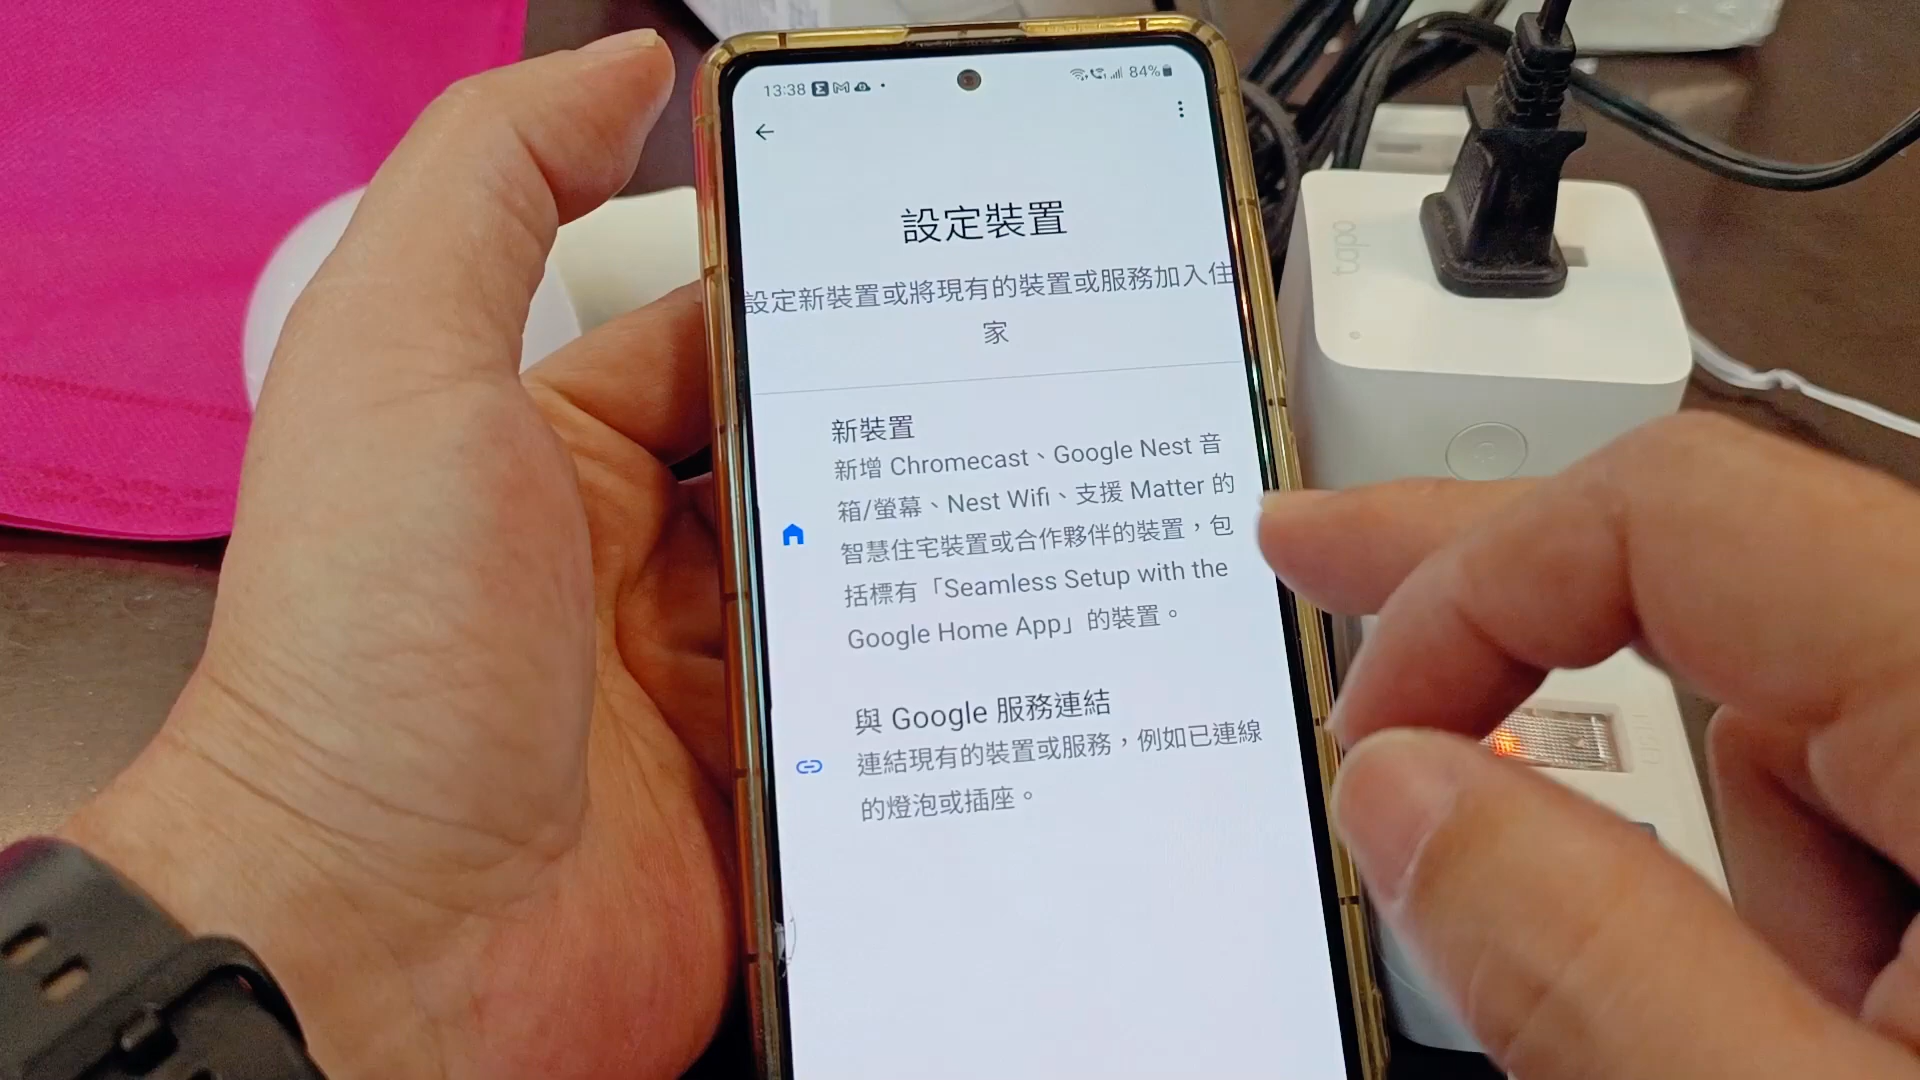 13:38
84%
設定裝置
設定新裝置或將現有的裝置或服務加入住
家
新裝置
新增 Chromecast、Google Nest 音
箱/螢幕、Nest Wifi、支援 Matter 的
智慧住宅裝置或合作夥伴的裝置，包
括標有「Seamless Setup with the
Google Home App」的裝置。
與 Google 服務連結
連結現有的裝置或服務，例如已連線
的燈泡或插座。
tapo